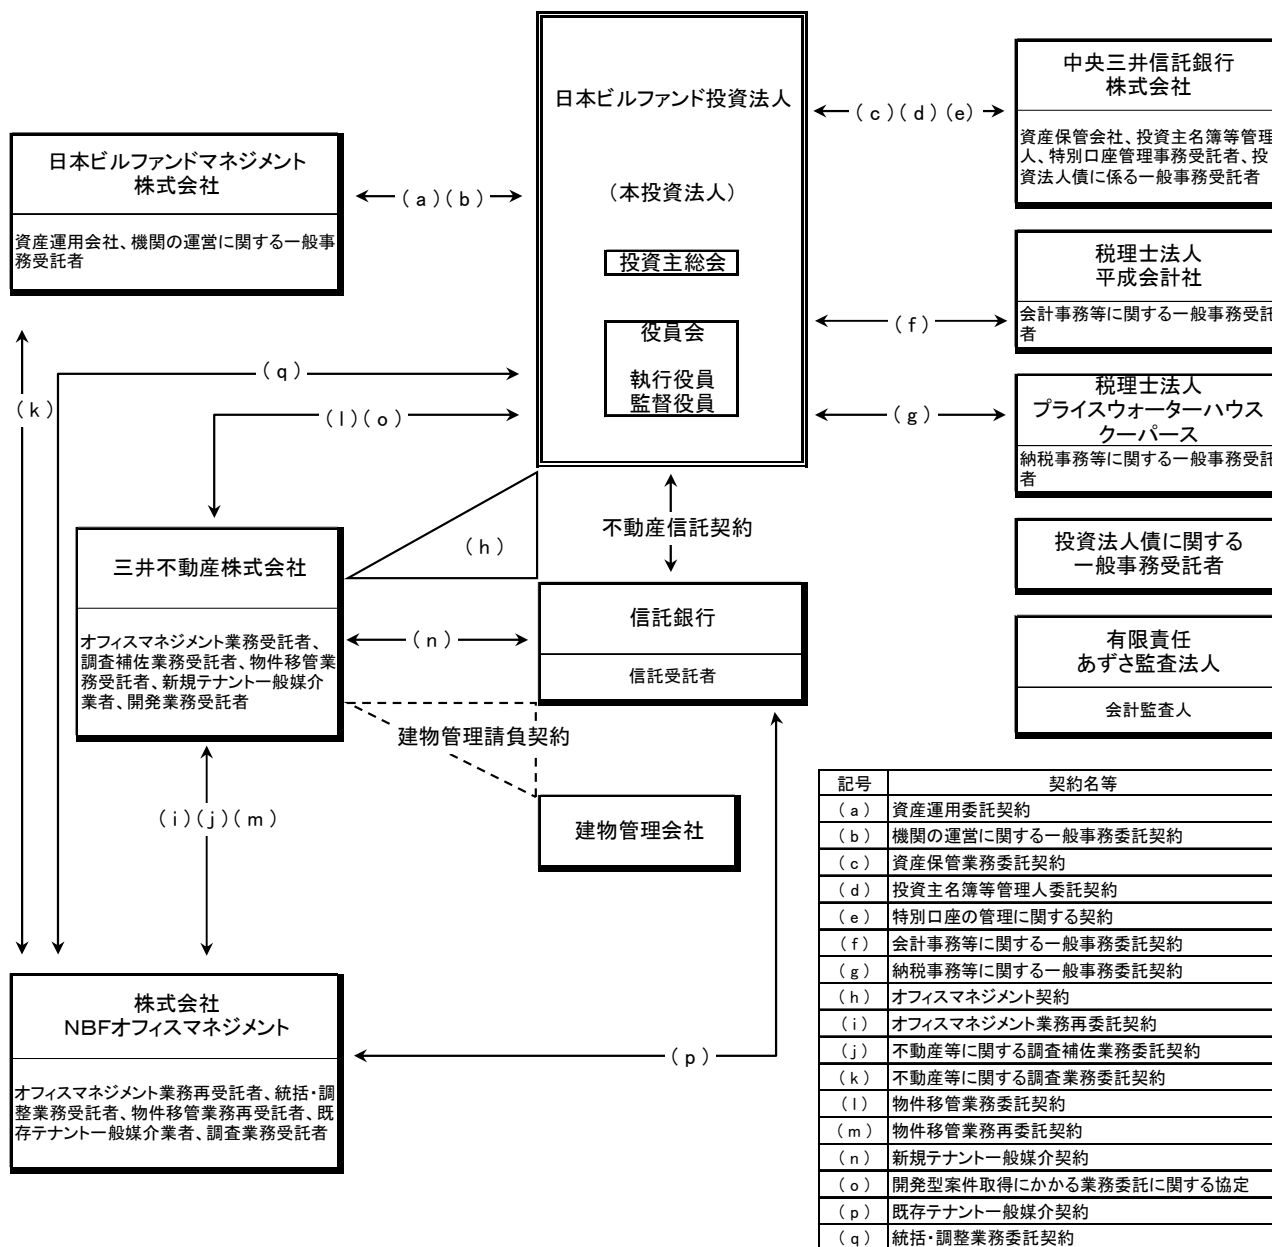 日本ビルファンド投資法人
(本投資法人)
投資主総会
役員会
執行役員
監督役員
日本ビルファンドマネジメント
株式会社
資産運用会社、機関の運営に関する一般事
務受託者
(a)(b)
(c)(d)(e)
中央三井信託銀行
株式会社
資産保管会社、投資主名簿等管理
人、特別口座管理事務受託者、投
資法人債に係る一般事務受託者
(f)
税理士法人
平成会計社
会計事務等に関する一般事務受託
者
(g)
税理士法人
プライスウォーターハウス
クーパース
納税事務等に関する一般事務受託
者
投資法人債に関する
一般事務受託者
有限責任
あずさ監査法人
会計監査人
(k)
(q)
(l)(o)
(h)
不動産信託契約
三井不動産株式会社
オフィスマネジメント業務受託者、
調査補佐業務受託者、物件移管業
務受託者、新規テナント一般媒介
業者、開発業務受託者
(n)
信託銀行
信託受託者
建物管理請負契約
建物管理会社
(i)(j)(m)
(p)
株式会社
NBFオフィスマネジメント
オフィスマネジメント業務再受託者、統括・調
整業務受託者、物件移管業務再受託者、既
存テナント一般媒介業者、調査業務受託者
記号 契約名等
(a) 資産運用委託契約
(b) 機関の運営に関する一般事務委託契約
(c) 資産保管業務委託契約
(d) 投資主名簿等管理人委託契約
(e) 特別口座の管理に関する契約
(f) 会計事務等に関する一般事務委託契約
(g) 納税事務等に関する一般事務委託契約
(h) オフィスマネジメント契約
(i) オフィスマネジメント業務再委託契約
(j) 不動産等に関する調査補佐業務委託契約
(k) 不動産等に関する調査業務委託契約
(l) 物件移管業務委託契約
(m) 物件移管業務再委託契約
(n) 新規テナント一般媒介契約
(o) 開発型案件取得にかかる業務委託に関する協定
(p) 既存テナント一般媒介契約
(q) 統括・調整業務委託契約